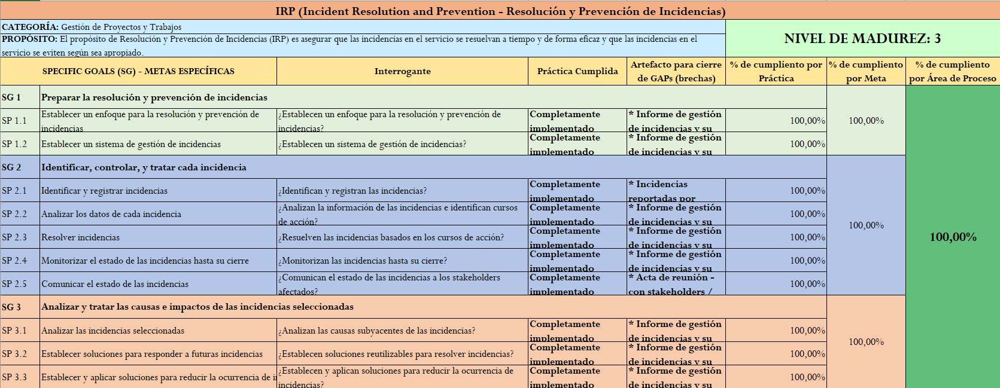 IRP (Incident Resolution and Prevention - Resolución y Prevención de Incidencias)
CATEGORÍA: Gestión de Proyectos y Trabajos
PROPÓSITO: El propósito de Resolución y Prevención de Incidencias (IRP) es asegurar que las incidencias en el servicio se resuelvan a tiempo y de forma eficaz y que las incidencias en el
servicio se eviten según sea apropiado.
NIVEL DE MADUREZ: 3
SPECIFIC GOALS (SG) - METAS ESPECÍFICAS
Interrogante
Práctica Cumplida
Artefacto para cierre
de GAPs (brechas)
% de cumpliento por
Práctica
% de cumpliento
por Meta
% de cumpliento
por Área de Proceso
SG 1
Preparar la resolución y prevención de incidencias
SP 1.1
Establecer un enfoque para la resolución y prevención de
incidencias
¿Establecen un enfoque para la resolución y prevención de
incidencias?
Completamente
implementado
* Informe de gestión
de incidencias y su
100,00%
100,00%
SP 1.2
Establecer un sistema de gestión de incidencias
¿Establecen un sistema de gestión de incidencias?
Completamente
implementado
* Informe de gestión
de incidencias y su
100,00%
SG 2
Identificar, controlar, y tratar cada incidencia
SP 2.1
Identificar y registrar incidencias
¿Identifican y registran las incidencias?
Completamente
implementado
* Incidencias
reportadas por
100,00%
SP 2.2
Analizar los datos de cada incidencia
¿Analizan la información de las incidencias e identifican cursos
de acción?
Completamente
implementado
* Informe de gestión
de incidencias y su
100,00%
100,00%
SP 2.3
Resolver incidencias
¿Resuelven las incidencias basados en los cursos de acción?
Completamente
implementado
* Informe de gestión
de incidencias y su
100,00%
100,00%
SP 2.4
Monitorizar el estado de las incidencias hasta su cierre
¿Monitorizan las incidencias hasta su cierre?
Completamente
implementado
* Informe de gestión
de incidencias y su
100,00%
SP 2.5
Comunicar el estado de las incidencias
¿Comunican el estado de las incidencias a los stakeholders
afectados?
Completamente
implementado
* Acta de reunión -
con stakeholders /
100,00%
SG 3
Analizar y tratar las causas e impactos de las incidencias seleccionadas
SP 3.1
Analizar las incidencias seleccionadas
¿Analizan las causas subyacentes de las incidencias?
Completamente
implementado
* Informe de gestión
de incidencias y su
100,00%
100,00%
SP 3.2
Establecer soluciones para responder a futuras incidencias
¿Establecen soluciones reutilizables para resolver incidencias?
Completamente
implementado
* Informe de gestión
de incidencias y su
100,00%
SP 3.3
Establecer y aplicar soluciones para reducir la ocurrencia de
¿Establecen y aplican soluciones para reducir la ocurrencia de
incidencias?
Completamente
implementado
* Informe de gestión
de incidencias y su
100,00%